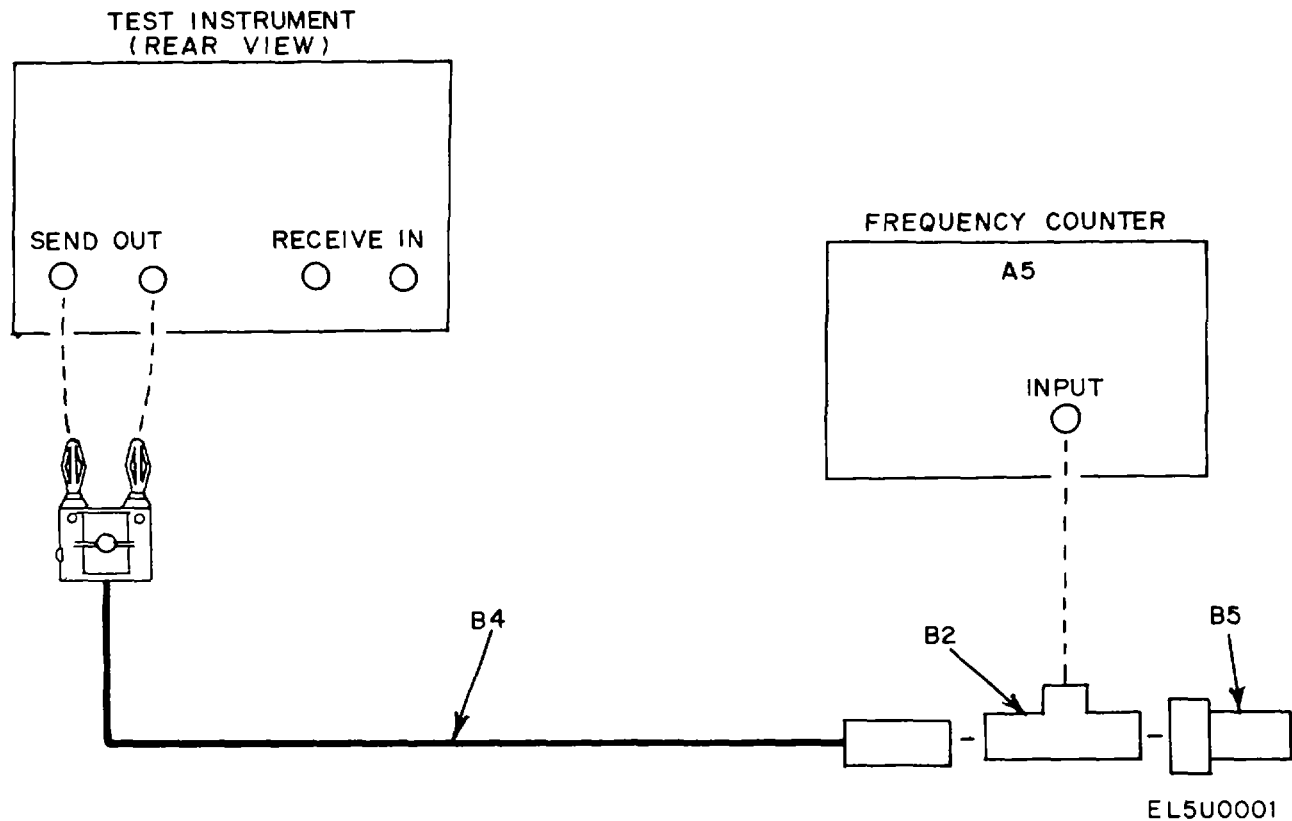 TEST INSTRUMENT
(REAR VIEW)
SEND OUT
RECEIVE IN
FREQUENCY COUNTER
A5
INPUT
B4
B2
B5
EL5U0001